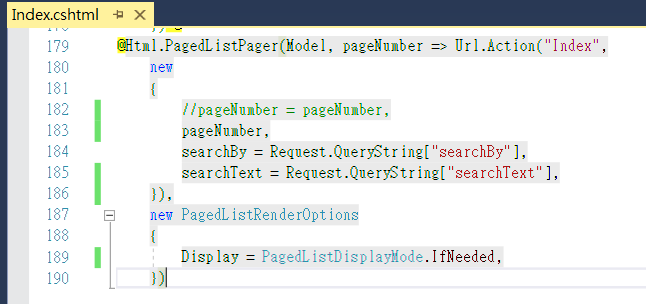 Index.cshtml
179 @Html.PagedListPager(Model, pageNumber => Url.Action("Index",
180 new
181 {
182 //pageNumber = pageNumber,
183 pageNumber,
184 searchBy = Request.QueryString["searchBy"],
185 searchText = Request.QueryString["searchText"],
186 }),
187 new PagedListRenderOptions
188 {
189 Display = PagedListDisplayMode.IfNeeded,
190 })